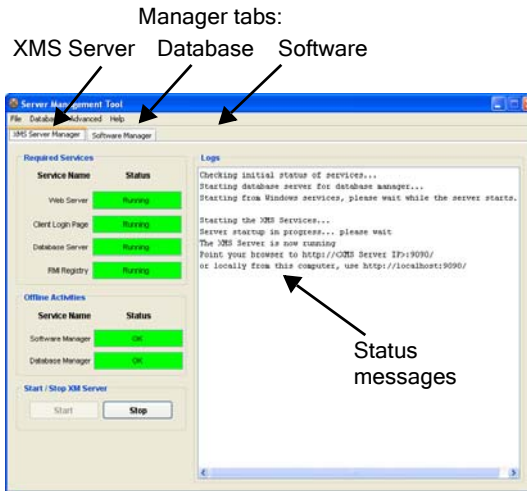 Manager tabs:
XMS Server Database Software
Server Management Tool
File Database Advanced Help
XMS Server Manager Software Manager
Required Services
Service Name Status
Web Server Running
Client Login Page Running
Database Server Running
RMI Registry Running
Offline Activities
Service Name Status
Software Manager OK
Database Manager OK
Start / Stop XM Server
Start Stop
Logs
Checking initial status of services...
Starting database server for database manager...
Starting from Windows services, please wait while the server starts.
Starting the XMS Services...
Server startup in progress... please wait
The XMS Server is now running
Point your browser to http://<XMS Server IP>:9090/
or locally from this computer, use http://localhost:9090/
Status
messages